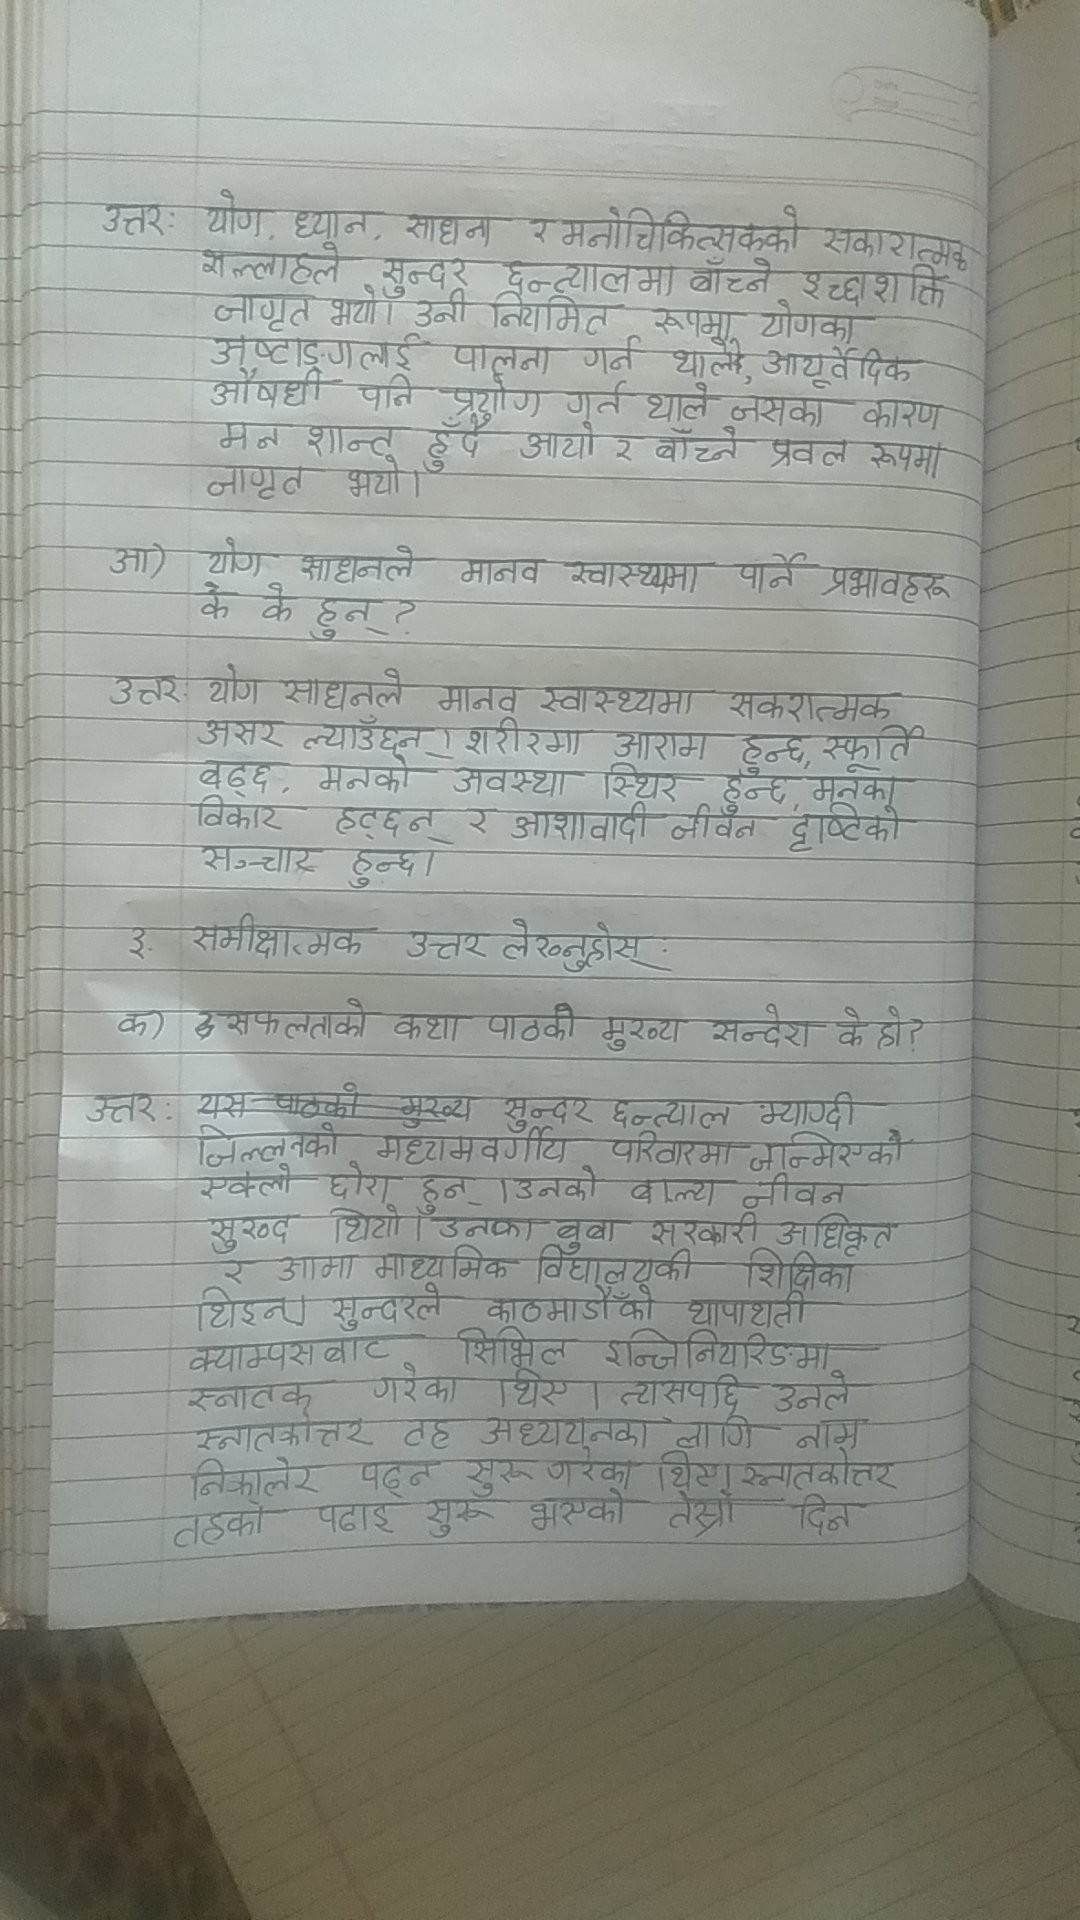 उत्तर: योग, ध्यान, साधना र मनोचिकित्सकको सकारात्मक
सल्लाहले सुन्दर छन्त्यालमा बाँच्ने इच्छाशक्ति
जागृत भयो। उनी नियमित रूपमा योगका
अष्टाङ्गलाई पालना गर्न थाले, आयूर्वेदिक
औषधी पनि प्रयोग गर्न थाले जसका कारण
मन शान्त हुँदै आयो र बाँच्ने प्रवल रूपमा
जागृत भयो।
आ) योग साधनले मानव स्वास्थ्यमा पार्ने प्रभावहरू
के के हुन् ?
उत्तर: योग साधनले मानव स्वास्थ्यमा सकरात्मक
असर ल्याउँछन्। शरीरमा आराम हुन्छ, स्फूर्ति
बढ्छ, मनको अवस्था स्थिर हुन्छ, मनका
विकार हट्छन् र आशावादी जीवन दृष्टिको
सञ्चार हुन्छ।
३. समीक्षात्मक उत्तर लेख्नुहोस् :
क) सफलताको कथा पाठको मुख्य सन्देश के हो?
उत्तर: यस पाठको मुख्य सुन्दर छन्त्याल म्याग्दी
जिल्लाको मध्यमवर्गीय परिवारमा जन्मिएको
एक्लो छोरा हुन्। उनको बाल्य जीवन
सुखद थियो। उनका बुबा सरकारी अधिकृत
र आमा माध्यमिक विद्यालयकी शिक्षिका
थिइन्। सुन्दरले काठमाडौँको थापाथली
क्याम्पसबाट सिभिल इन्जिनियरिङमा
स्नातक गरेका थिए। त्यसपछि उनले
स्नातकोत्तर तह अध्ययनका लागि नाम
निकालेर पढ्न सुरू गरेका थिए। स्नातकोत्तर
तहको पढाइ सुरू भएको तेस्रो दिन